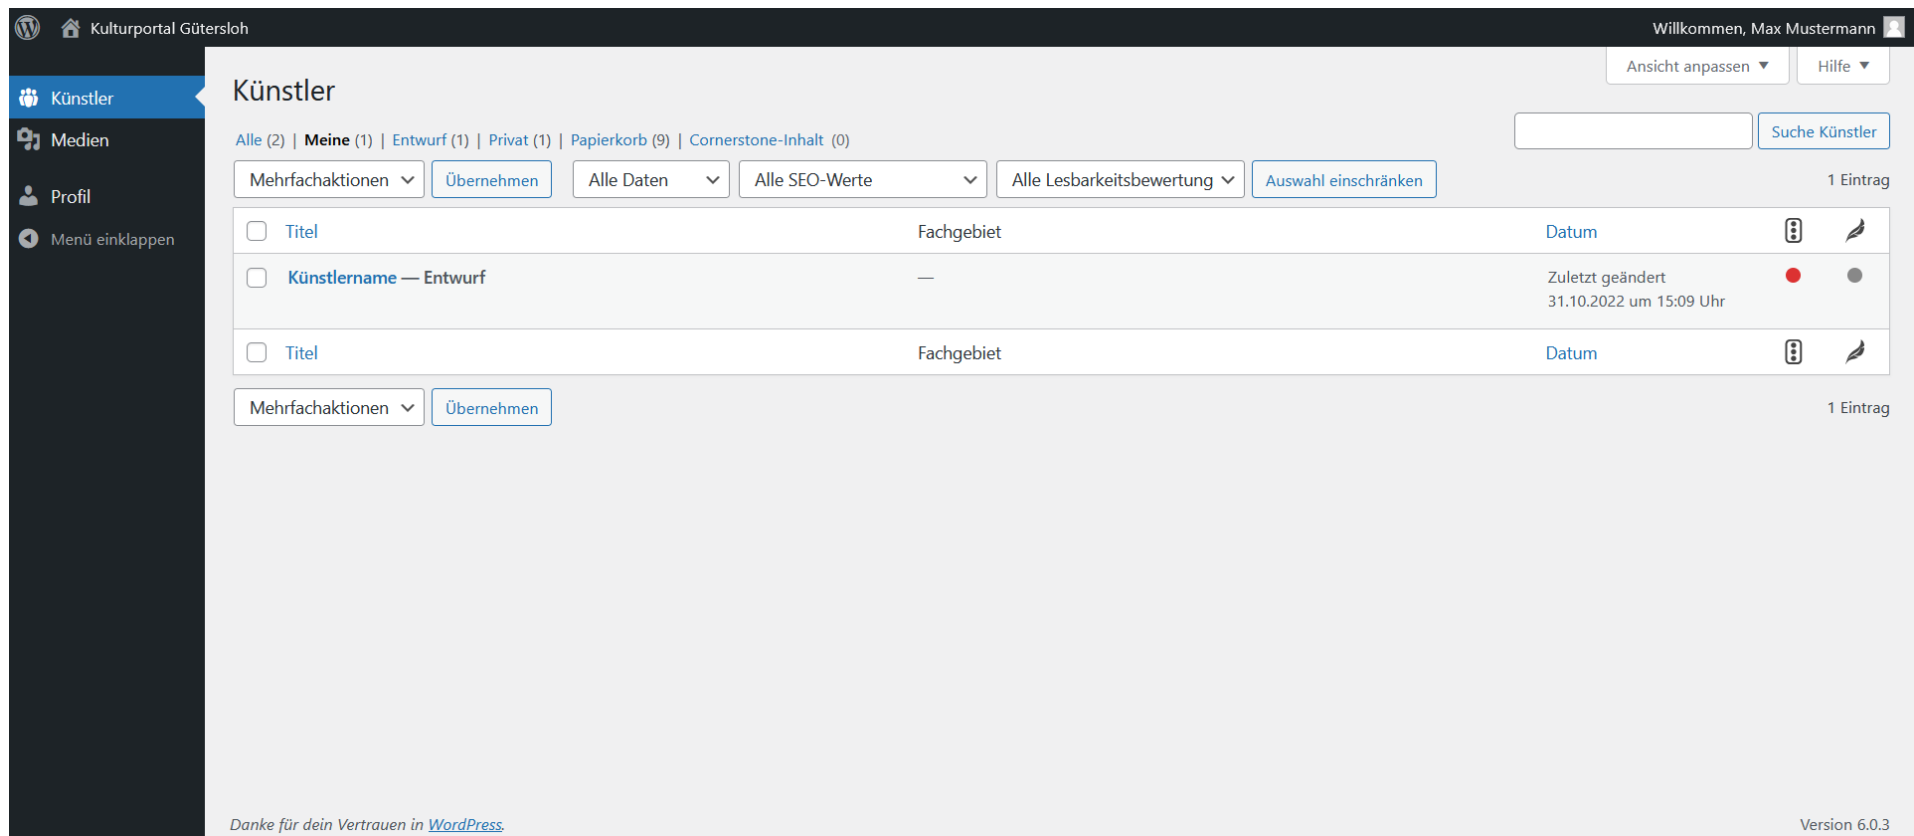 Kulturportal Gütersloh
Willkommen, Max Mustermann
Ansicht anpassen
Hilfe
Künstler
Medien
Profil
Menü einklappen
Künstler
Alle (2) | Meine (1) | Entwurf (1) | Privat (1) | Papierkorb (9) | Cornerstone-Inhalt (0)
Suche Künstler
Mehrfachaktionen Übernehmen Alle Daten Alle SEO-Werte Alle Lesbarkeitsbewertung Auswahl einschränken 1 Eintrag
Titel Fachgebiet Datum
Künstlername — Entwurf — Zuletzt geändert
31.10.2022 um 15:09 Uhr
Titel Fachgebiet Datum
Mehrfachaktionen Übernehmen 1 Eintrag
Danke für dein Vertrauen in WordPress. Version 6.0.3